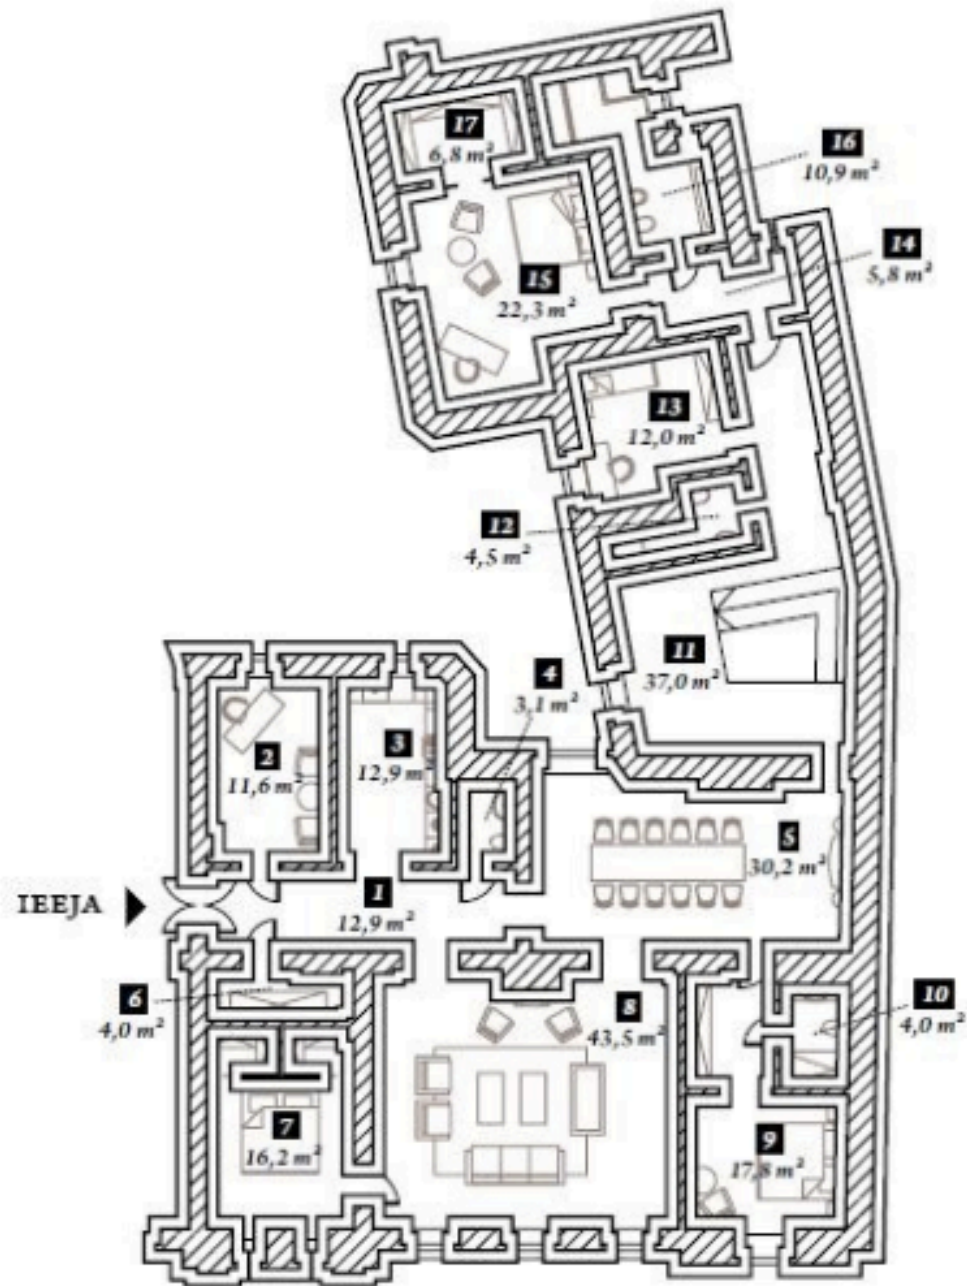 17
6,8 m²
16
10,9 m²
14
5,8 m²
15
22,3 m²
13
12,0 m²
12
4,5 m²
11
37,0 m²
4
3,1 m²
2
11,6 m²
3
12,9 m
5
30,2 m²
IEEJA
1
12,9 m²
6
4,0 m²
8
43,5 m²
10
4,0 m²
7
16,2 m²
9
17,8 m²